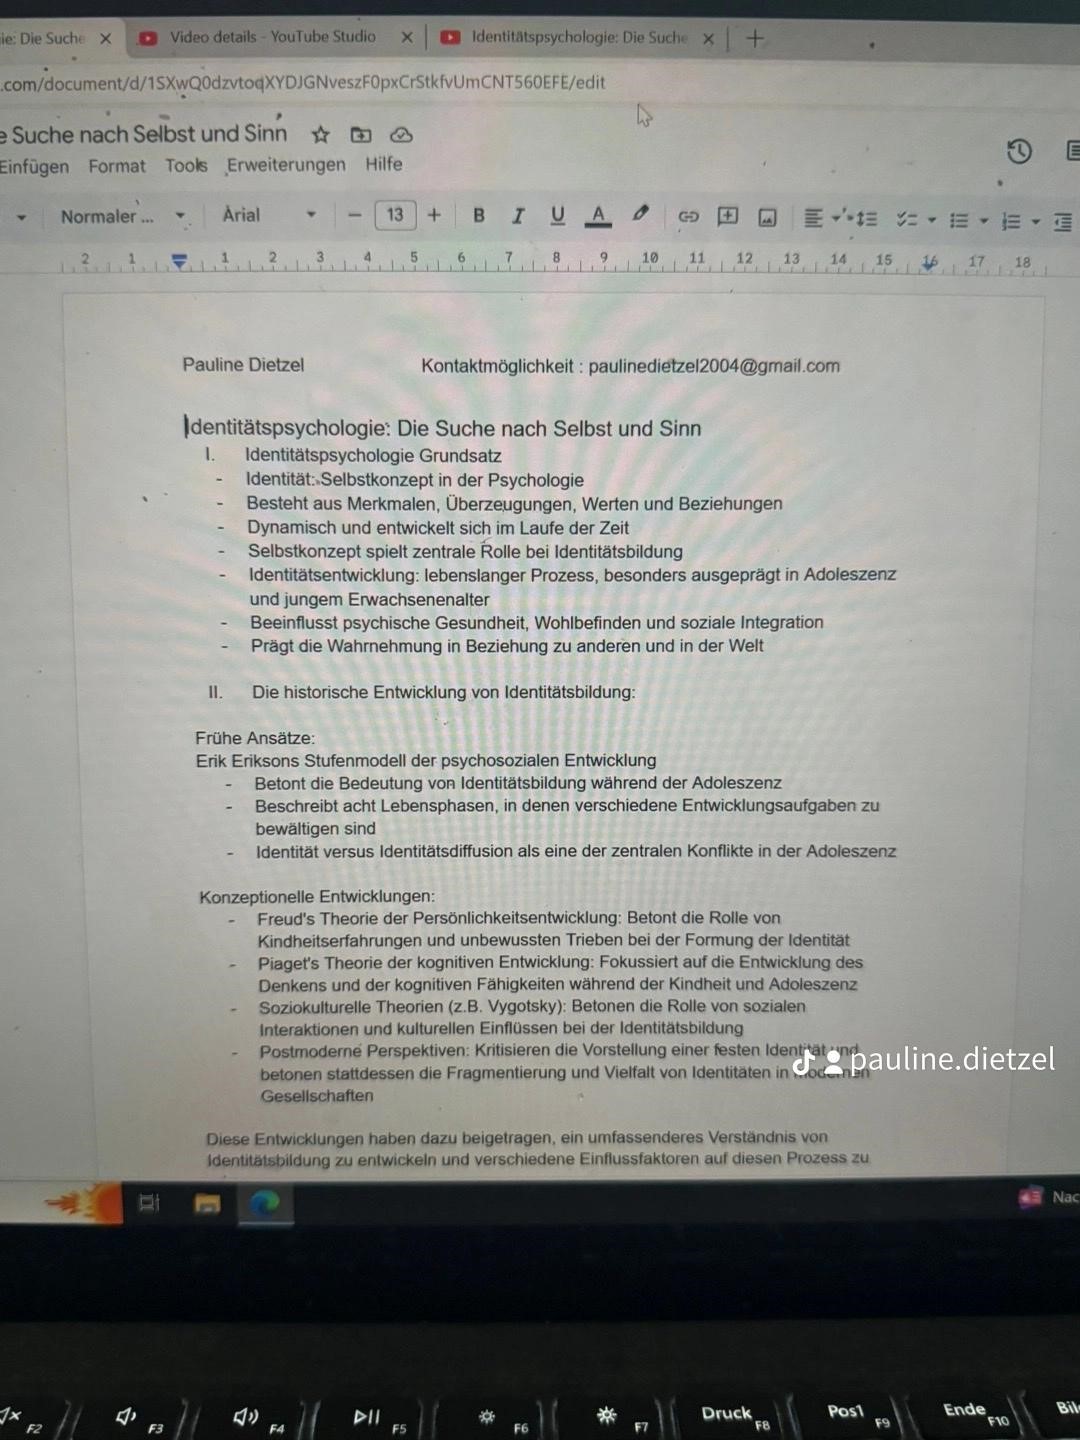 ie: Die Suche
Video details - YouTube Studio
Identitätspsychologie: Die Suche
.com/document/d/1SXwQ0dzvtoqXYDJGNveszF0pxCrStkfvUmCNT560EFE/edit
e Suche nach Selbst und Sinn
Einfügen Format Tools Erweiterungen Hilfe
Normaler ... Arial 13 B I U A
2 1 1 2 3 4 5 6 7 8 9 10 11 12 13 14 15 16 17 18
Pauline Dietzel Kontaktmöglichkeit : paulinedietzel2004@gmail.com
Identitätspsychologie: Die Suche nach Selbst und Sinn
I. Identitätspsychologie Grundsatz
- Identität: Selbstkonzept in der Psychologie
- Besteht aus Merkmalen, Überzeugungen, Werten und Beziehungen
- Dynamisch und entwickelt sich im Laufe der Zeit
- Selbstkonzept spielt zentrale Rolle bei Identitätsbildung
- Identitätsentwicklung: lebenslanger Prozess, besonders ausgeprägt in Adoleszenz
und jungem Erwachsenenalter
- Beeinflusst psychische Gesundheit, Wohlbefinden und soziale Integration
- Prägt die Wahrnehmung in Beziehung zu anderen und in der Welt
II. Die historische Entwicklung von Identitätsbildung:
Frühe Ansätze:
Erik Eriksons Stufenmodell der psychosozialen Entwicklung
- Betont die Bedeutung von Identitätsbildung während der Adoleszenz
- Beschreibt acht Lebensphasen, in denen verschiedene Entwicklungsaufgaben zu
bewältigen sind
- Identität versus Identitätsdiffusion als eine der zentralen Konflikte in der Adoleszenz
Konzeptionelle Entwicklungen:
- Freud's Theorie der Persönlichkeitsentwicklung: Betont die Rolle von
Kindheitserfahrungen und unbewussten Trieben bei der Formung der Identität
- Piaget's Theorie der kognitiven Entwicklung: Fokussiert auf die Entwicklung des
Denkens und der kognitiven Fähigkeiten während der Kindheit und Adoleszenz
- Soziokulturelle Theorien (z.B. Vygotsky): Betonen die Rolle von sozialen
Interaktionen und kulturellen Einflüssen bei der Identitätsbildung
- Postmoderne Perspektiven: Kritisieren die Vorstellung einer festen Identität und
betonen stattdessen die Fragmentierung und Vielfalt von Identitäten in modernen
Gesellschaften
pauline.dietzel
Diese Entwicklungen haben dazu beigetragen, ein umfassenderes Verständnis von
Identitätsbildung zu entwickeln und verschiedene Einflussfaktoren auf diesen Prozess zu
Nac
F2 F3 F4 F5 F6 F7 Druck F8 Pos1 F9 Ende F10 Bil